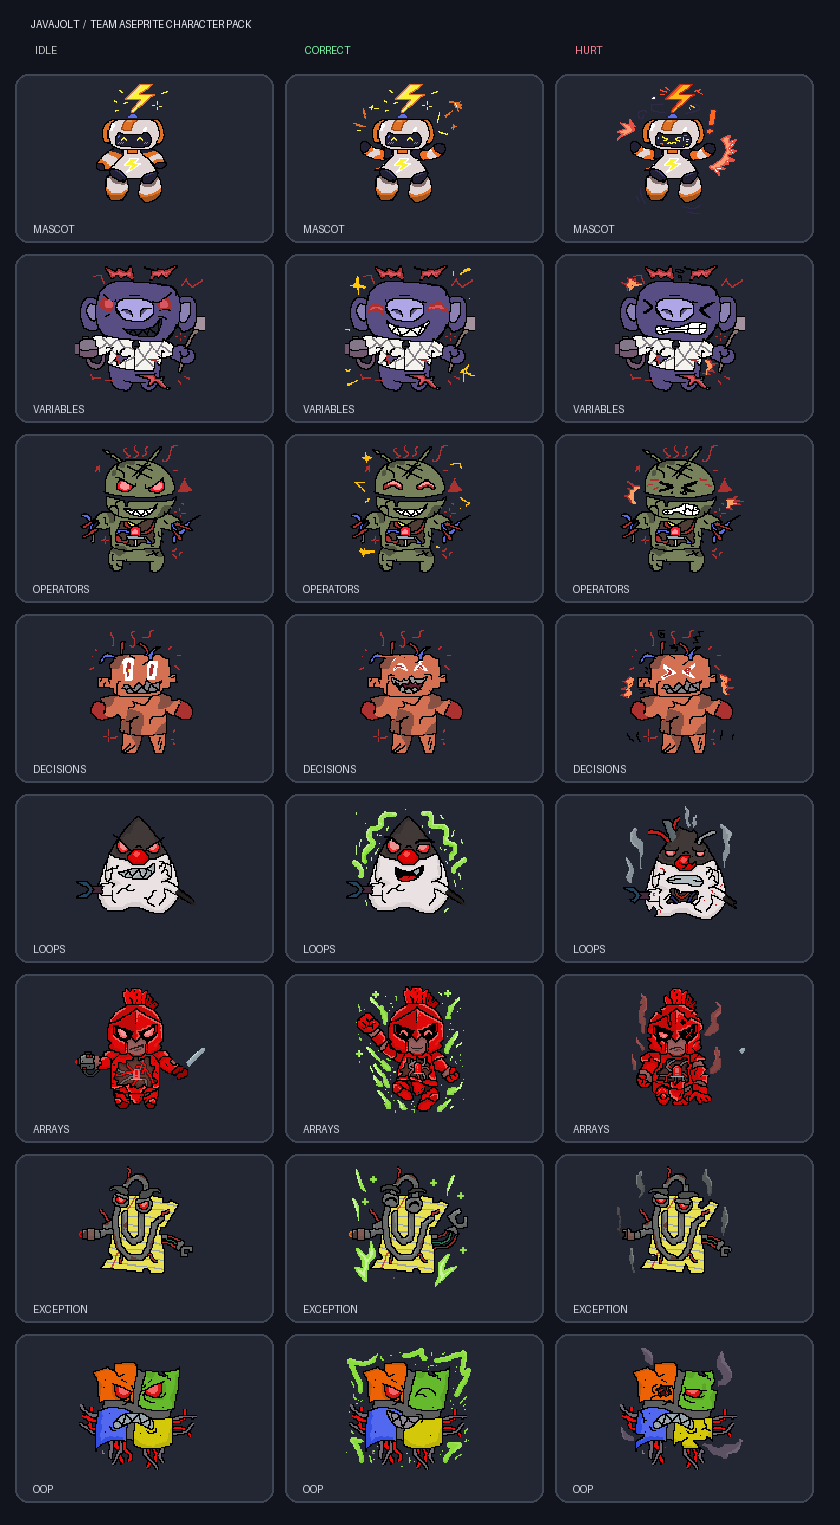 JAVAJOLT / TEAM ASEPRITE CHARACTER PACK
IDLE CORRECT HURT
MASCOT MASCOT MASCOT
VARIABLES VARIABLES VARIABLES
OPERATORS OPERATORS OPERATORS
DECISIONS DECISIONS DECISIONS
LOOPS LOOPS LOOPS
ARRAYS ARRAYS ARRAYS
EXCEPTION EXCEPTION EXCEPTION
OOP OOP OOP